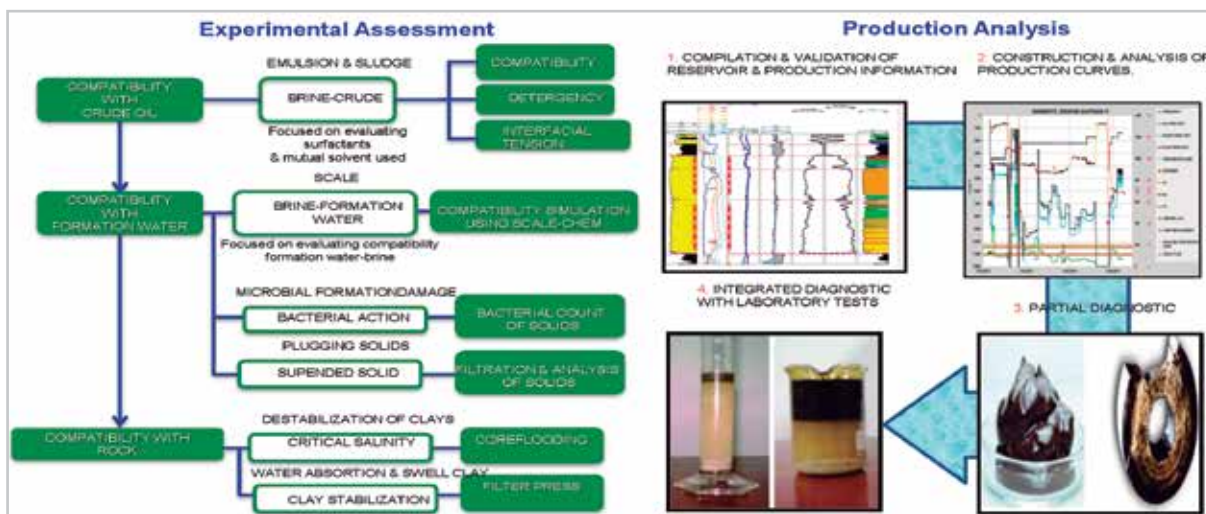 Experimental Assessment
EMULSION & SLUDGE
COMPATIBILITY
WITH
CRUDE OIL
BRINE-CRUDE
COMPATIBILITY
DETERGENCY
INTERFACIAL
TENSION
Focused on evaluating
surfactants
& mutual solvent used
SCALE
COMPATIBILITY
WITH
FORMATION WATER
BRINE-FORMATION
WATER
COMPATIBILITY SIMULATION
USING SCALE-CHEM
Focused on evaluating compatibility
formation water-brine
MICROBIAL FORMATIONDAMAGE
BACTERIAL ACTION
BACTERIAL COUNT
OF SOLIDS
PLUGGING SOLIDS
SUPENDED SOLID
FILTRATION & ANALYSIS
OF SOLIDS
DESTABILIZATION OF CLAYS
COMPATIBILITY WITH
ROCK
CRITICAL SALINITY
COREFLOODING
WATER ABSORTION & SWELL CLAY
CLAY STABILIZATION
FILTER PRESS
Production Analysis
1. COMPILATION & VALIDATION OF
RESERVOIR & PRODUCTION INFORMATION
2. CONSTRUCTION & ANALYSIS OF
PRODUCTION CURVES.
4. INTEGRATED DIAGNOSTIC
WITH LABORATORY TESTS
3. PARTIAL DIAGNOSTIC